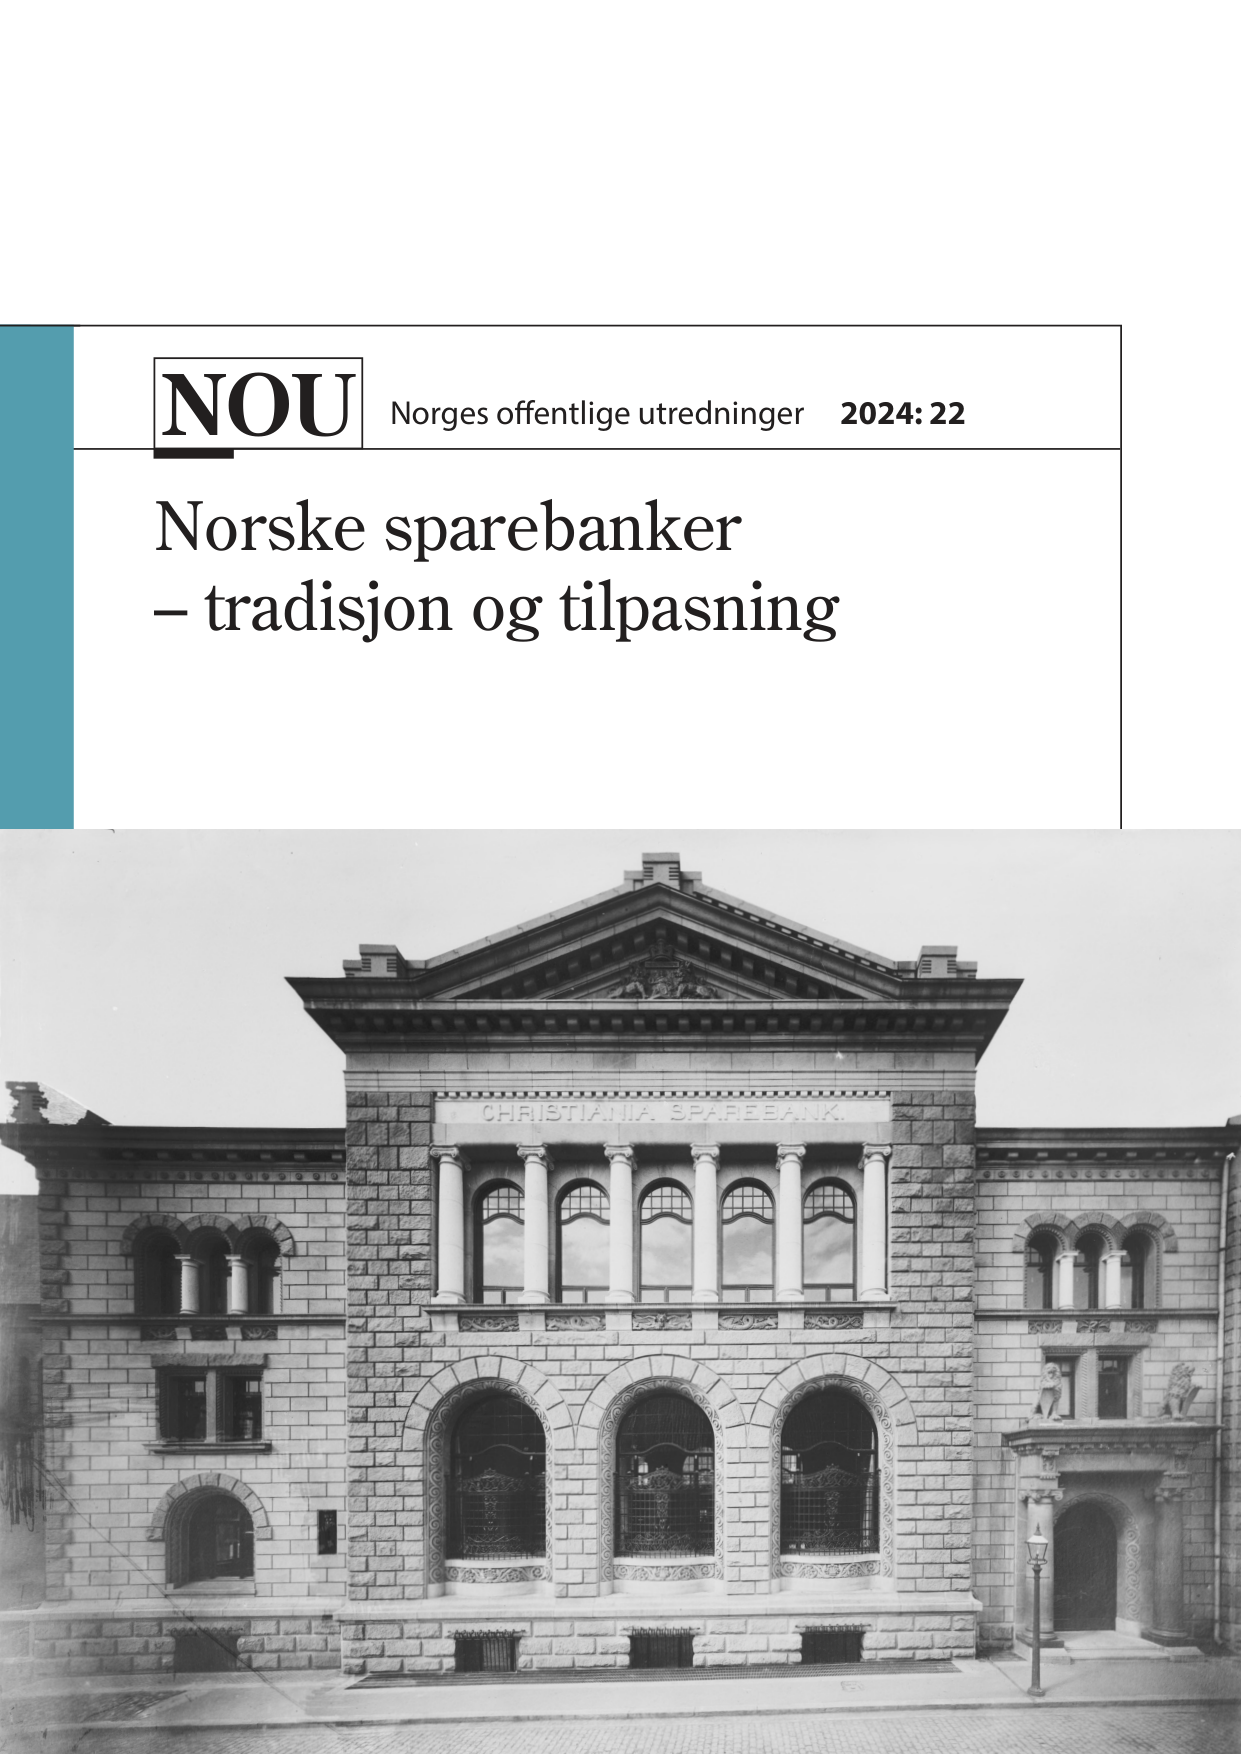 NOU
Norges offentlige utredninger 2024: 22
Norske sparebanker
– tradisjon og tilpasning
CHRISTIANIA SPAREBANK.